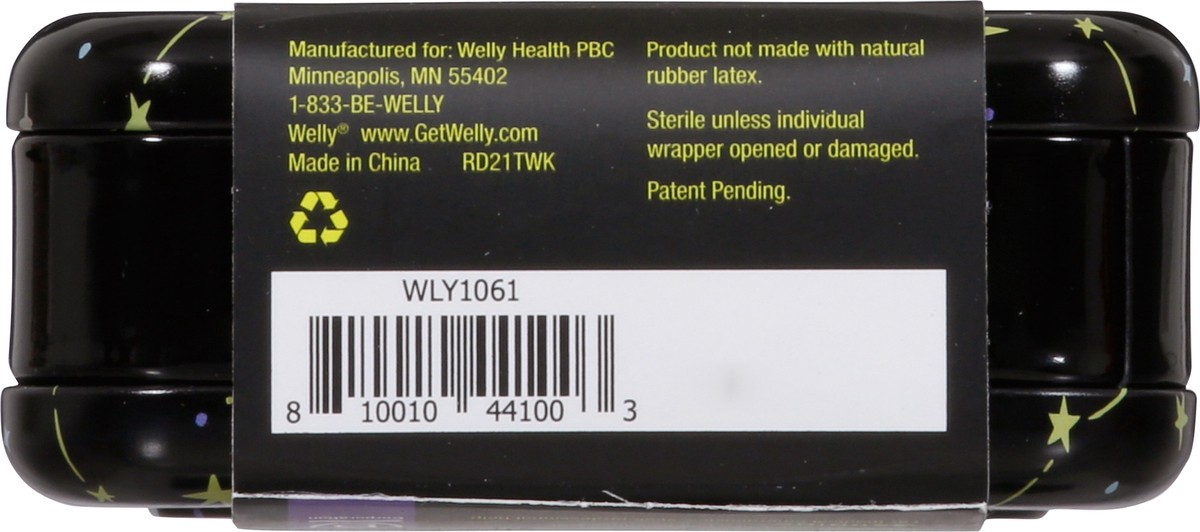 Manufactured for: Welly Health PBC
Minneapolis, MN 55402
1-833-BE-WELLY
Welly® www.GetWelly.com
Made in China RD21TWK
Product not made with natural
rubber latex.
Sterile unless individual
wrapper opened or damaged.
Patent Pending.
WLY1061
8 10010 44100 3